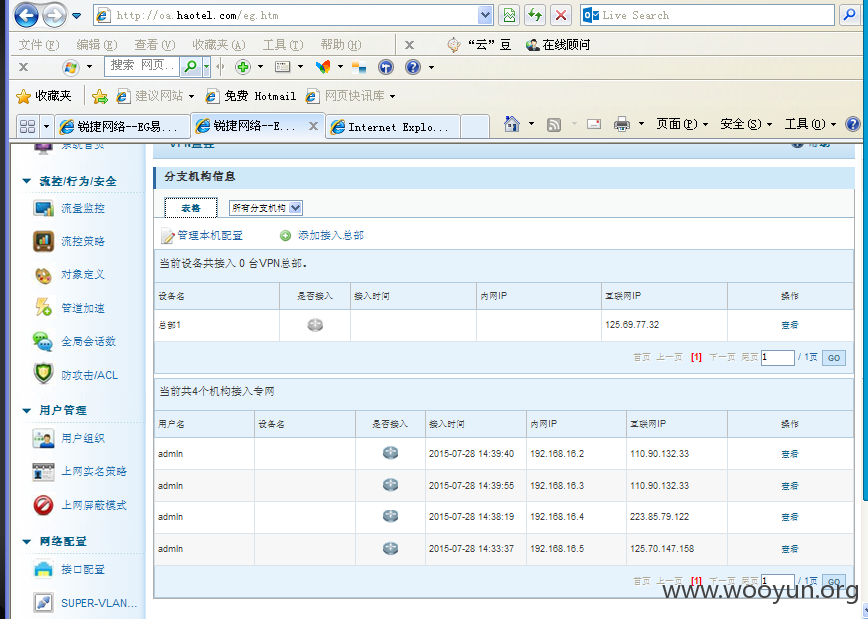 http://oa.haotel.com/eg.htm
Live Search
文件(F) 编辑(E) 查看(V) 收藏夹(A) 工具(T) 帮助(H) x “云”豆 在线顾问
x 搜索 网页...
收藏夹 建议网站 免费 Hotmail 网页快讯库
锐捷网络--EG易... 锐捷网络--E... x Internet Explo... 页面(P) 安全(S) 工具(O)
系统首页
VPN监控
帮助
流控/行为/安全
流量监控
流控策略
对象定义
管道加速
全局会话数
防攻击/ACL
用户管理
用户组织
上网实名策略
上网屏蔽模式
网络配置
接口配置
SUPER-VLAN...
分支机构信息
表格 所有分支机构
管理本机配置 添加接入总部
当前设备共接入 0 台VPN总部。
设备名 是否接入 接入时间 内网IP 互联网IP 操作
总部1 125.69.77.32 查看
首页 上一页 [1] 下一页 尾页 1 / 1页 GO
当前共4个机构接入专网
用户名 设备名 是否接入 接入时间 内网IP 互联网IP 操作
admin 2015-07-28 14:39:40 192.168.16.2 110.90.132.33 查看
admin 2015-07-28 14:39:55 192.168.16.3 110.90.132.33 查看
admin 2015-07-28 14:38:19 192.168.16.4 223.85.79.122 查看
admin 2015-07-28 14:33:37 192.168.16.5 125.70.147.158 查看
首页 上一页 [1] 下一页 尾页 1 / 1页 GO
www.wooyun.org